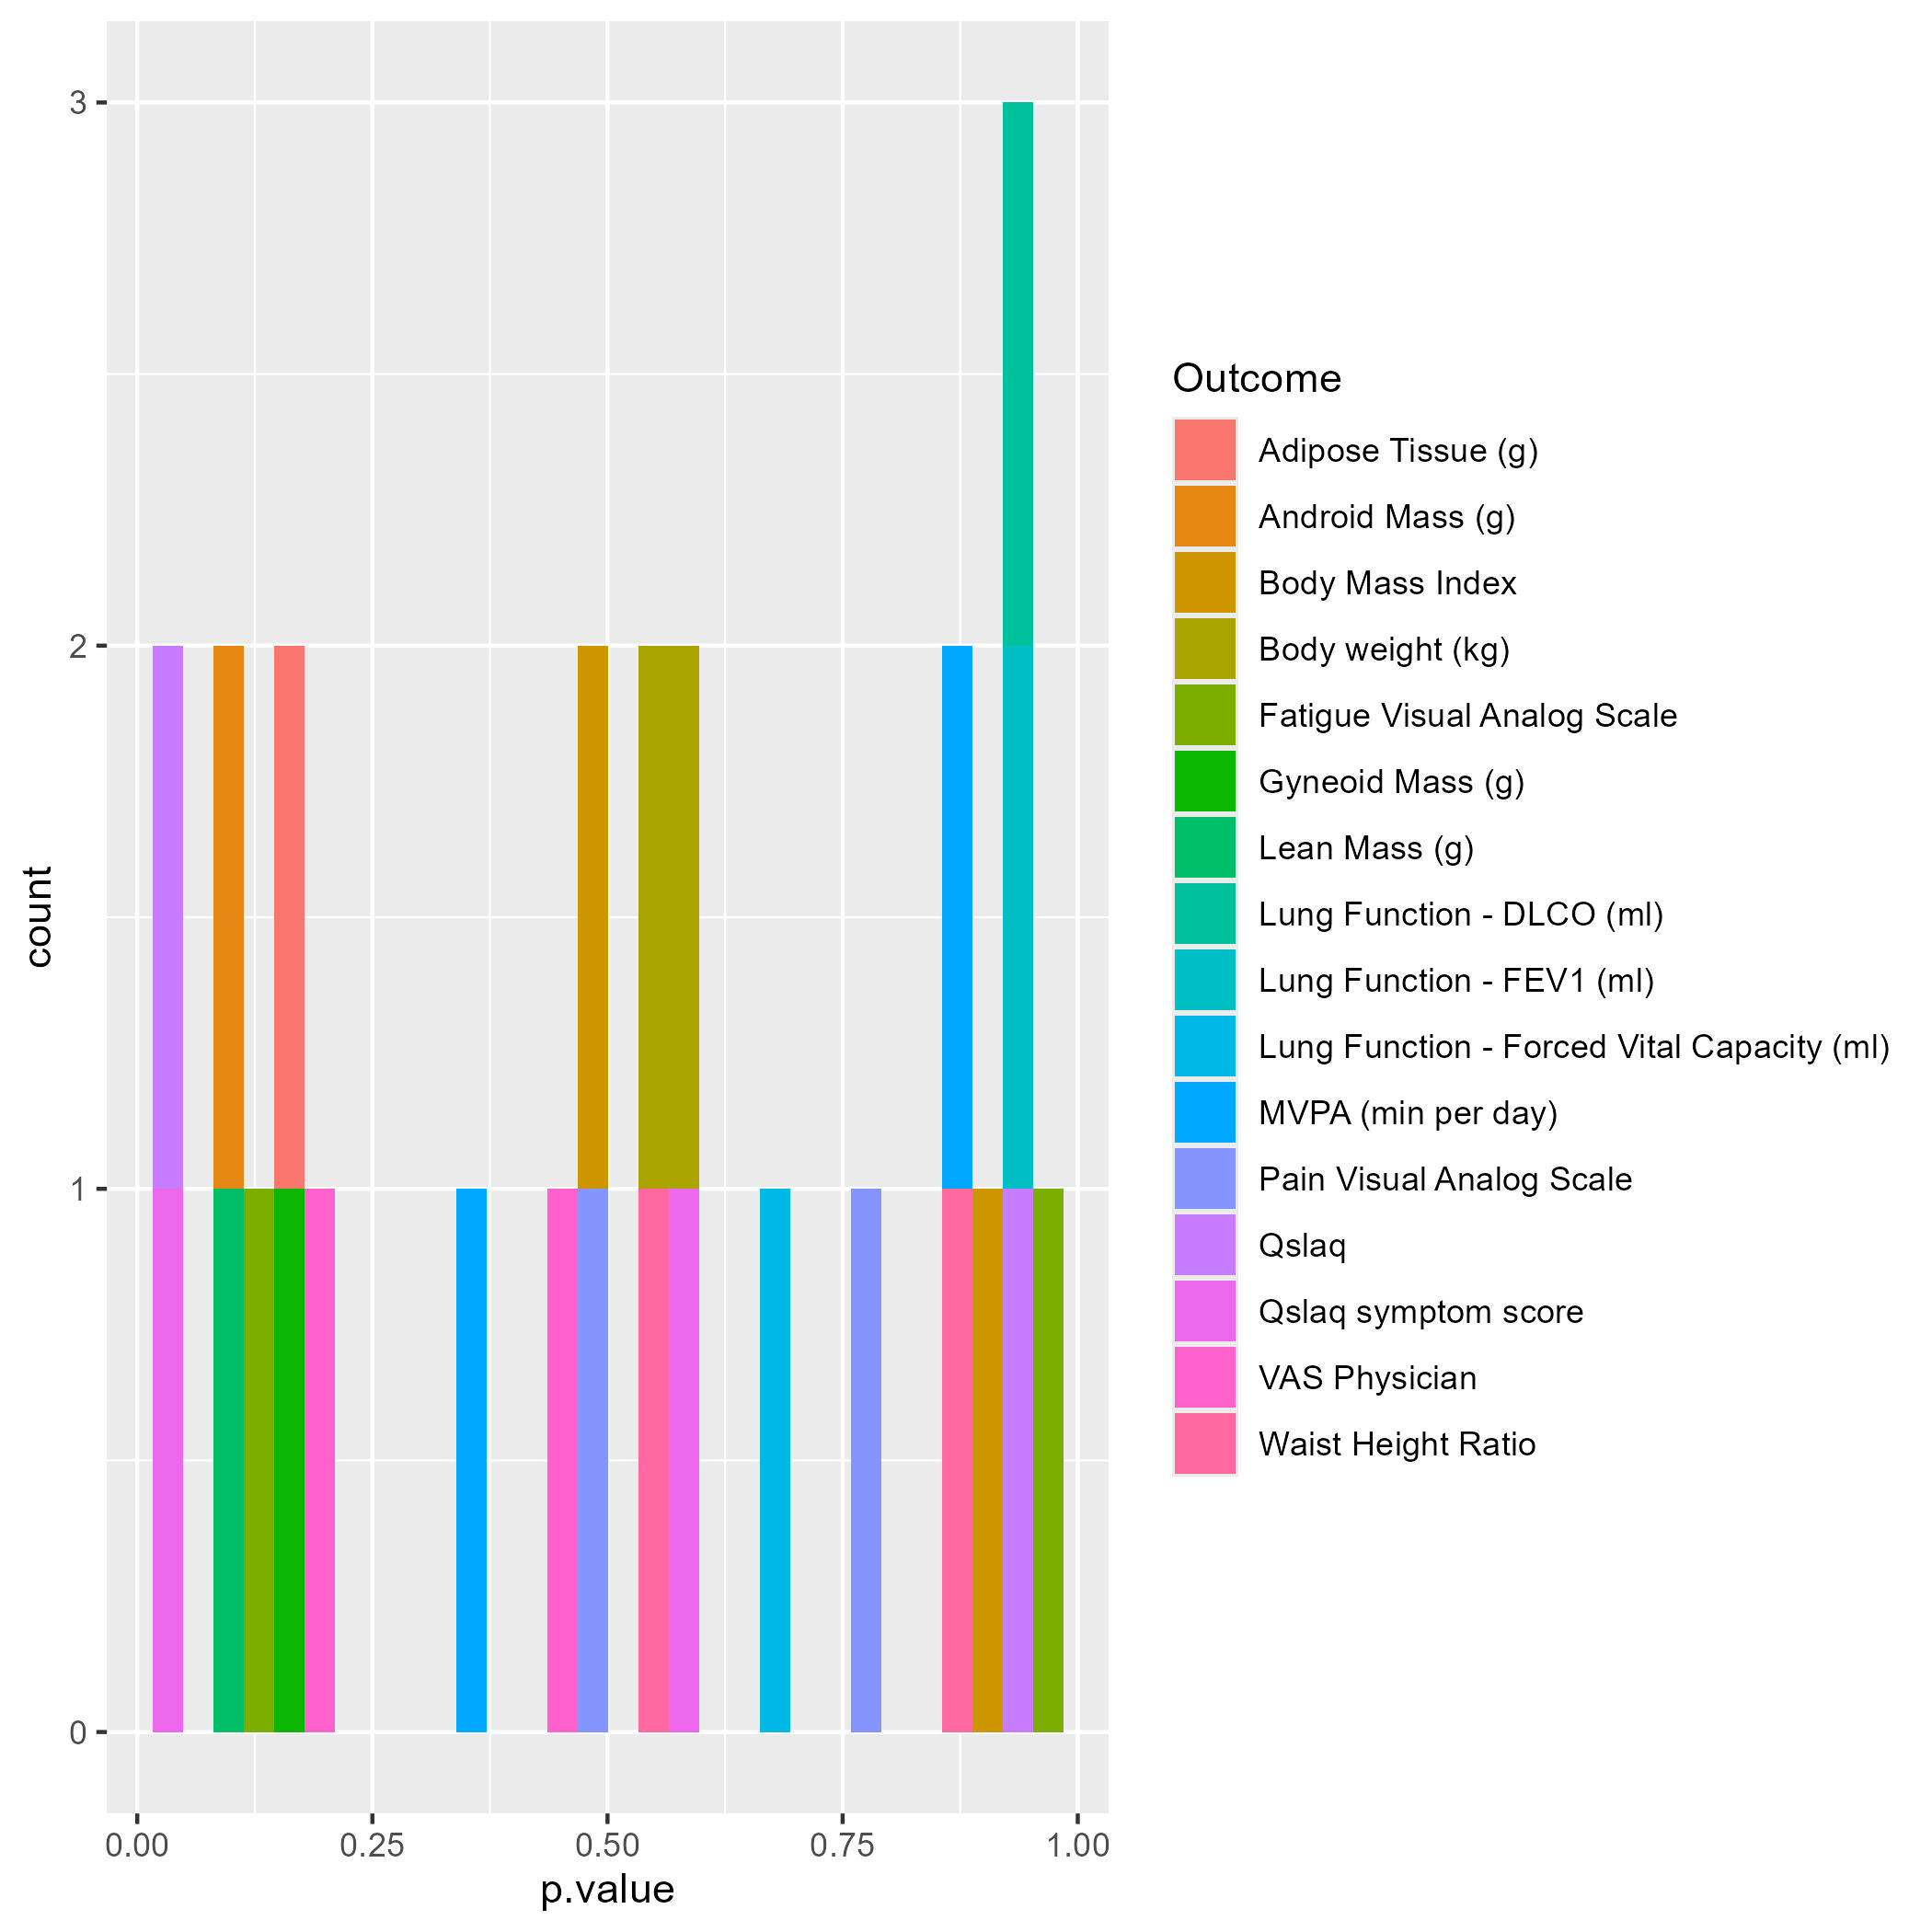 3
2
1
0
count
0.00 0.25 0.50 0.75 1.00
p.value
Outcome
Adipose Tissue (g)
Android Mass (g)
Body Mass Index
Body weight (kg)
Fatigue Visual Analog Scale
Gyneoid Mass (g)
Lean Mass (g)
Lung Function - DLCO (ml)
Lung Function - FEV1 (ml)
Lung Function - Forced Vital Capacity (ml)
MVPA (min per day)
Pain Visual Analog Scale
Qslaq
Qslaq symptom score
VAS Physician
Waist Height Ratio